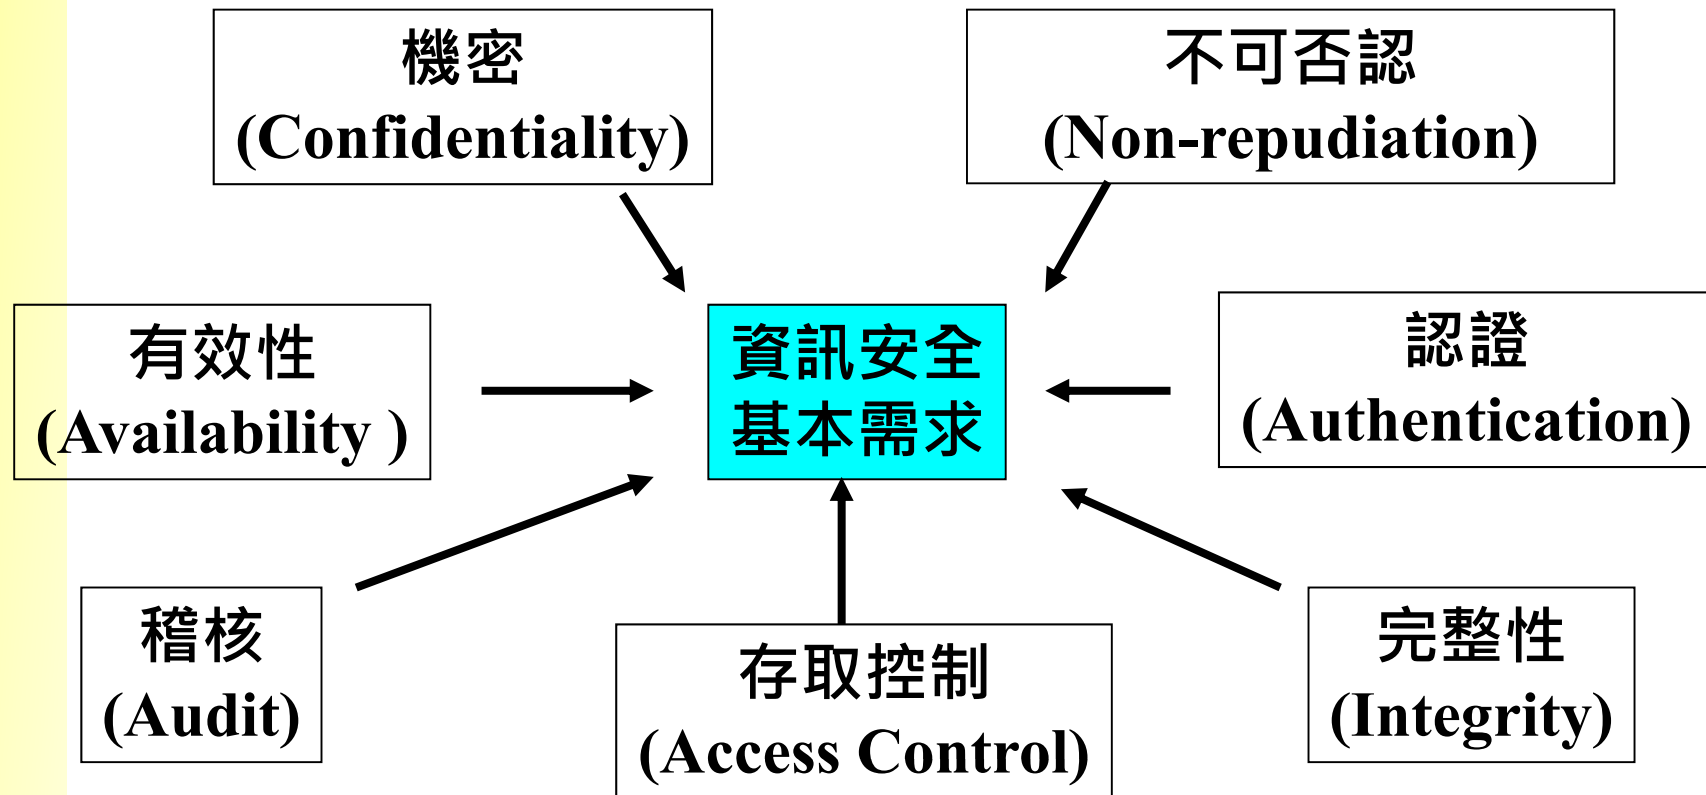 機密
(Confidentiality)
不可否認
(Non-repudiation)
有效性
(Availability )
資訊安全
基本需求
認證
(Authentication)
稽核
(Audit)
存取控制
(Access Control)
完整性
(Integrity)